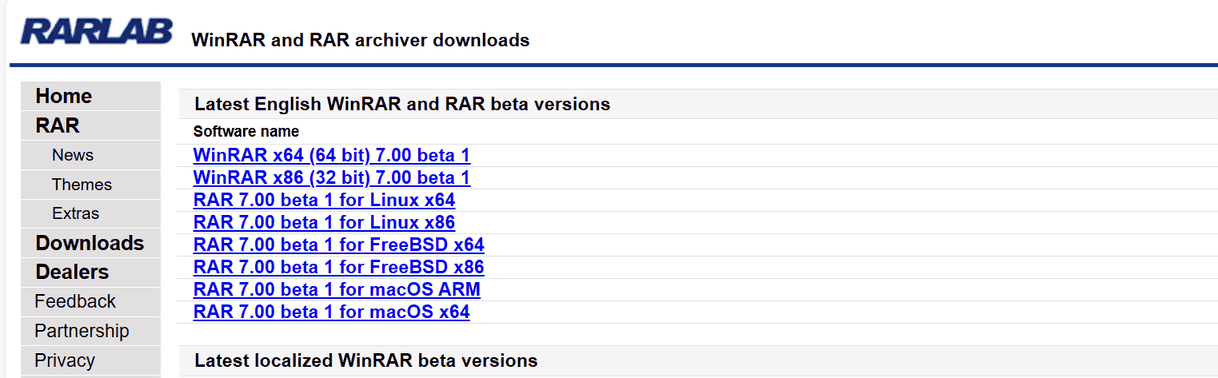 RARLAB
WinRAR and RAR archiver downloads
Home
RAR
News
Themes
Extras
Downloads
Dealers
Feedback
Partnership
Privacy
Latest English WinRAR and RAR beta versions
Software name
WinRAR x64 (64 bit) 7.00 beta 1
WinRAR x86 (32 bit) 7.00 beta 1
RAR 7.00 beta 1 for Linux x64
RAR 7.00 beta 1 for Linux x86
RAR 7.00 beta 1 for FreeBSD x64
RAR 7.00 beta 1 for FreeBSD x86
RAR 7.00 beta 1 for macOS ARM
RAR 7.00 beta 1 for macOS x64
Latest localized WinRAR beta versions